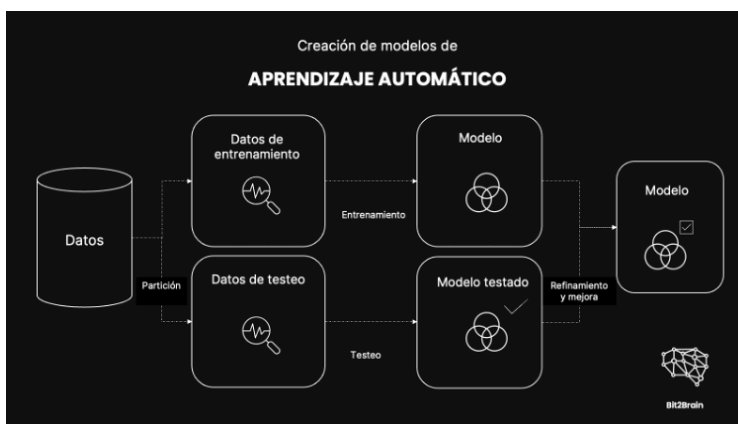 Creación de modelos de
APRENDIZAJE AUTOMÁTICO
Datos
Partición
Datos de
entrenamiento
Entrenamiento
Modelo
Datos de testeo
Testeo
Modelo testado
Refinamiento
y mejora
Modelo
Bit2Brain